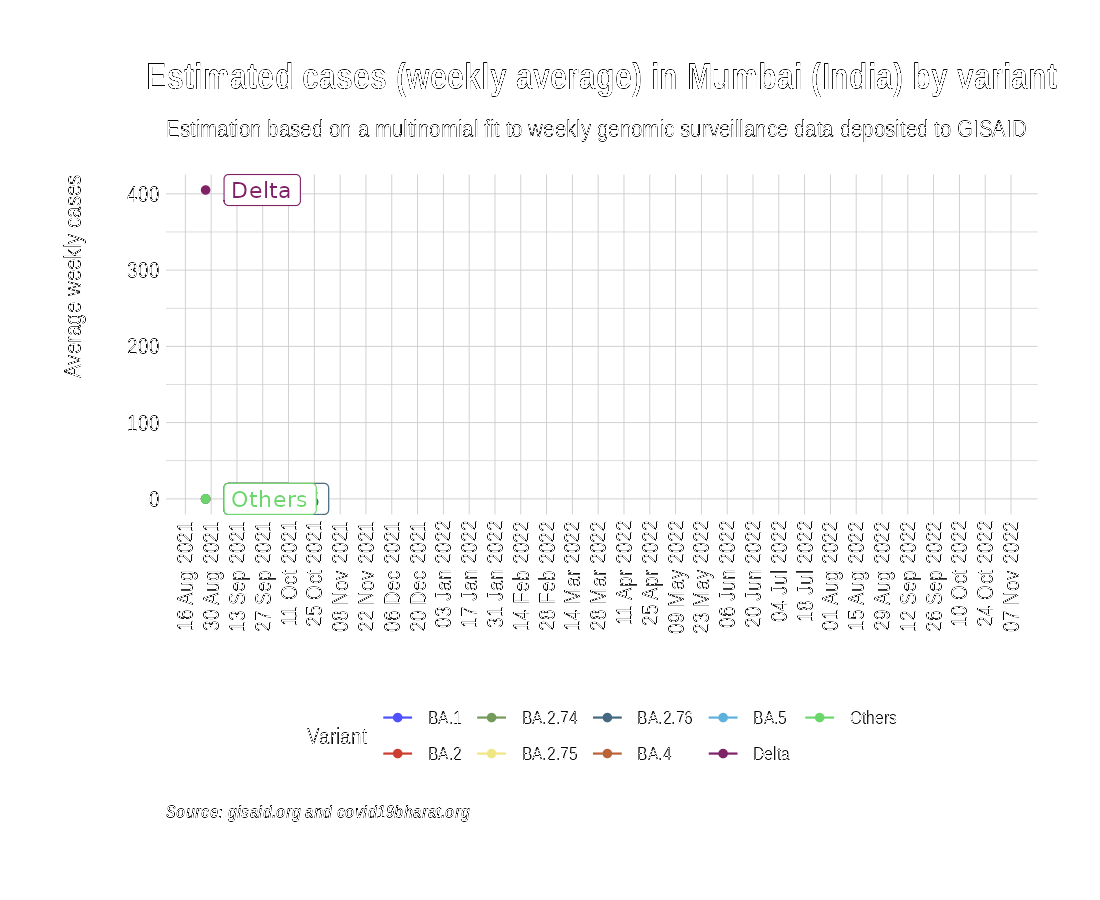 Estimated cases (weekly average) in Mumbai (India) by variant
Estimation based on a multinomial fit to weekly genomic surveillance data deposited to GISAID
Average weekly cases
400
300
200
100
0
Delta
Others
16 Aug 2021
30 Aug 2021
13 Sep 2021
27 Sep 2021
11 Oct 2021
25 Oct 2021
08 Nov 2021
22 Nov 2021
06 Dec 2021
20 Dec 2021
03 Jan 2022
17 Jan 2022
31 Jan 2022
14 Feb 2022
28 Feb 2022
14 Mar 2022
28 Mar 2022
11 Apr 2022
25 Apr 2022
09 May 2022
23 May 2022
06 Jun 2022
20 Jun 2022
04 Jul 2022
18 Jul 2022
01 Aug 2022
15 Aug 2022
29 Aug 2022
12 Sep 2022
26 Sep 2022
10 Oct 2022
24 Oct 2022
07 Nov 2022
Variant
BA.1 BA.2.74 BA.2.76 BA.5 Others
BA.2 BA.2.75 BA.4 Delta
Source: gisaid.org and covid19bharat.org